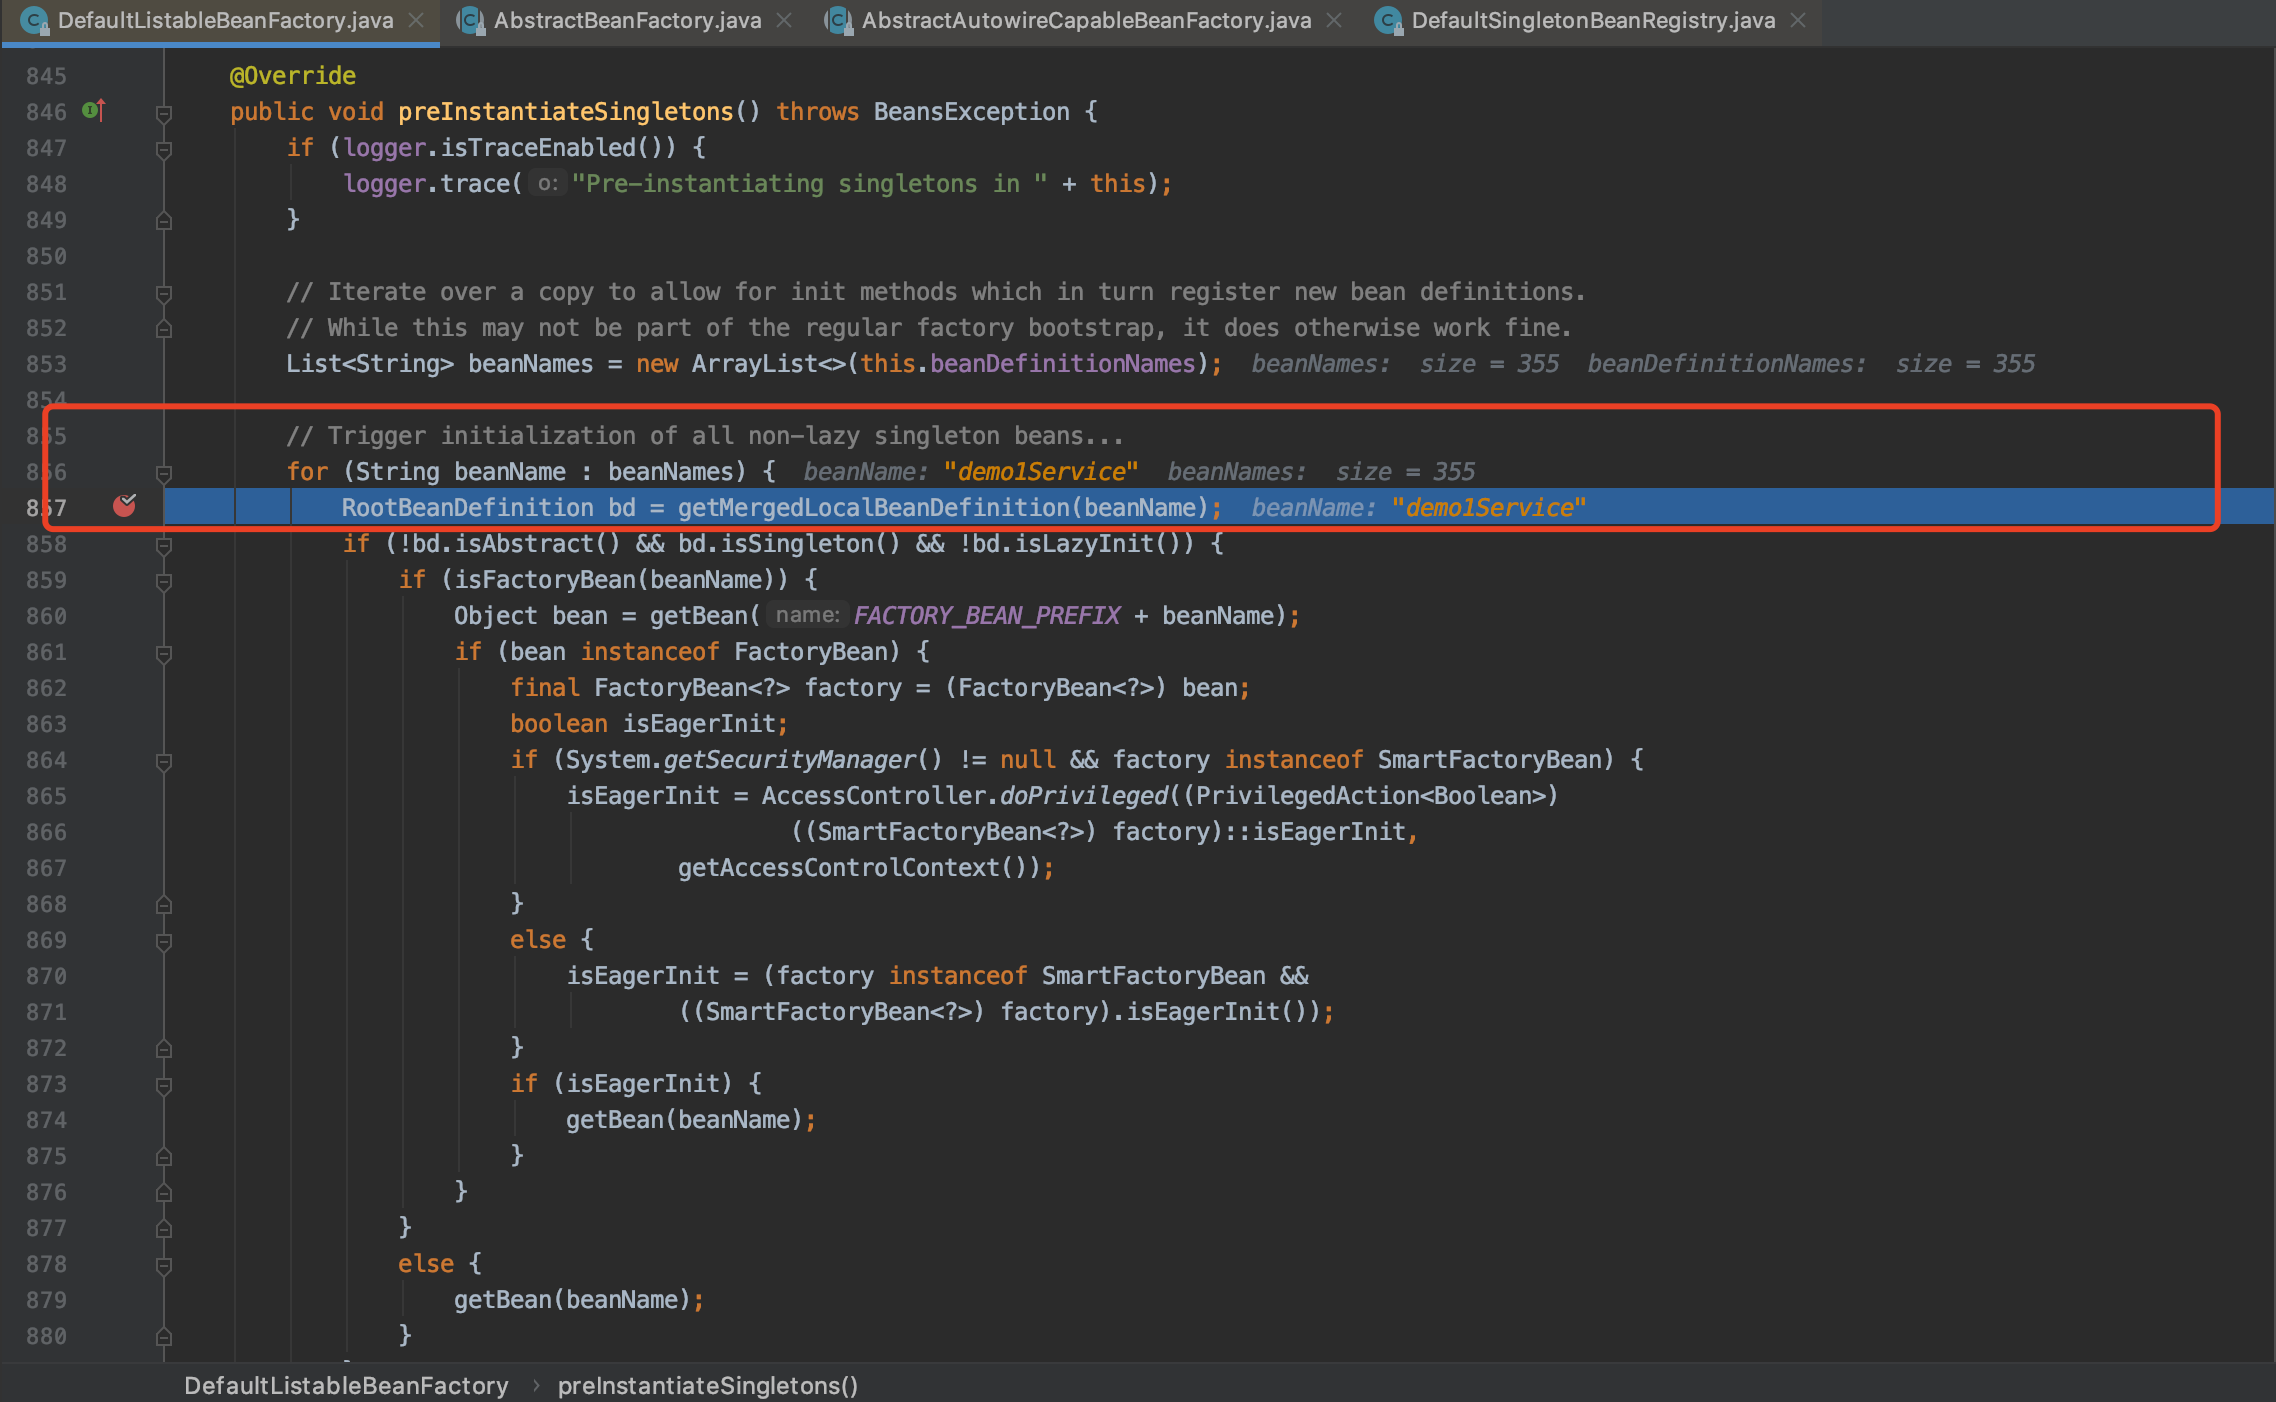 DefaultListableBeanFactory.java AbstractBeanFactory.java AbstractAutowireCapableBeanFactory.java DefaultSingletonBeanRegistry.java
845 @Override
846 public void preInstantiateSingletons() throws BeansException {
847 if (logger.isTraceEnabled()) {
848 logger.trace( o: "Pre-instantiating singletons in " + this);
849 }
850
851 // Iterate over a copy to allow for init methods which in turn register new bean definitions.
852 // While this may not be part of the regular factory bootstrap, it does otherwise work fine.
853 List<String> beanNames = new ArrayList<>(this.beanDefinitionNames); beanNames: size = 355 beanDefinitionNames: size = 355
854
855 // Trigger initialization of all non-lazy singleton beans...
856 for (String beanName : beanNames) { beanName: "demo1Service" beanNames: size = 355
857 RootBeanDefinition bd = getMergedLocalBeanDefinition(beanName); beanName: "demo1Service"
858 if (!bd.isAbstract() && bd.isSingleton() && !bd.isLazyInit()) {
859 if (isFactoryBean(beanName)) {
860 Object bean = getBean( name: FACTORY_BEAN_PREFIX + beanName);
861 if (bean instanceof FactoryBean) {
862 final FactoryBean<?> factory = (FactoryBean<?>) bean;
863 boolean isEagerInit;
864 if (System.getSecurityManager() != null && factory instanceof SmartFactoryBean) {
865 isEagerInit = AccessController.doPrivileged((PrivilegedAction<Boolean>)
866 ((SmartFactoryBean<?>) factory)::isEagerInit,
867 getAccessControlContext());
868 }
869 else {
870 isEagerInit = (factory instanceof SmartFactoryBean &&
871 ((SmartFactoryBean<?>) factory).isEagerInit());
872 }
873 if (isEagerInit) {
874 getBean(beanName);
875 }
876 }
877 }
878 else {
879 getBean(beanName);
880 }
DefaultListableBeanFactory › preInstantiateSingletons()